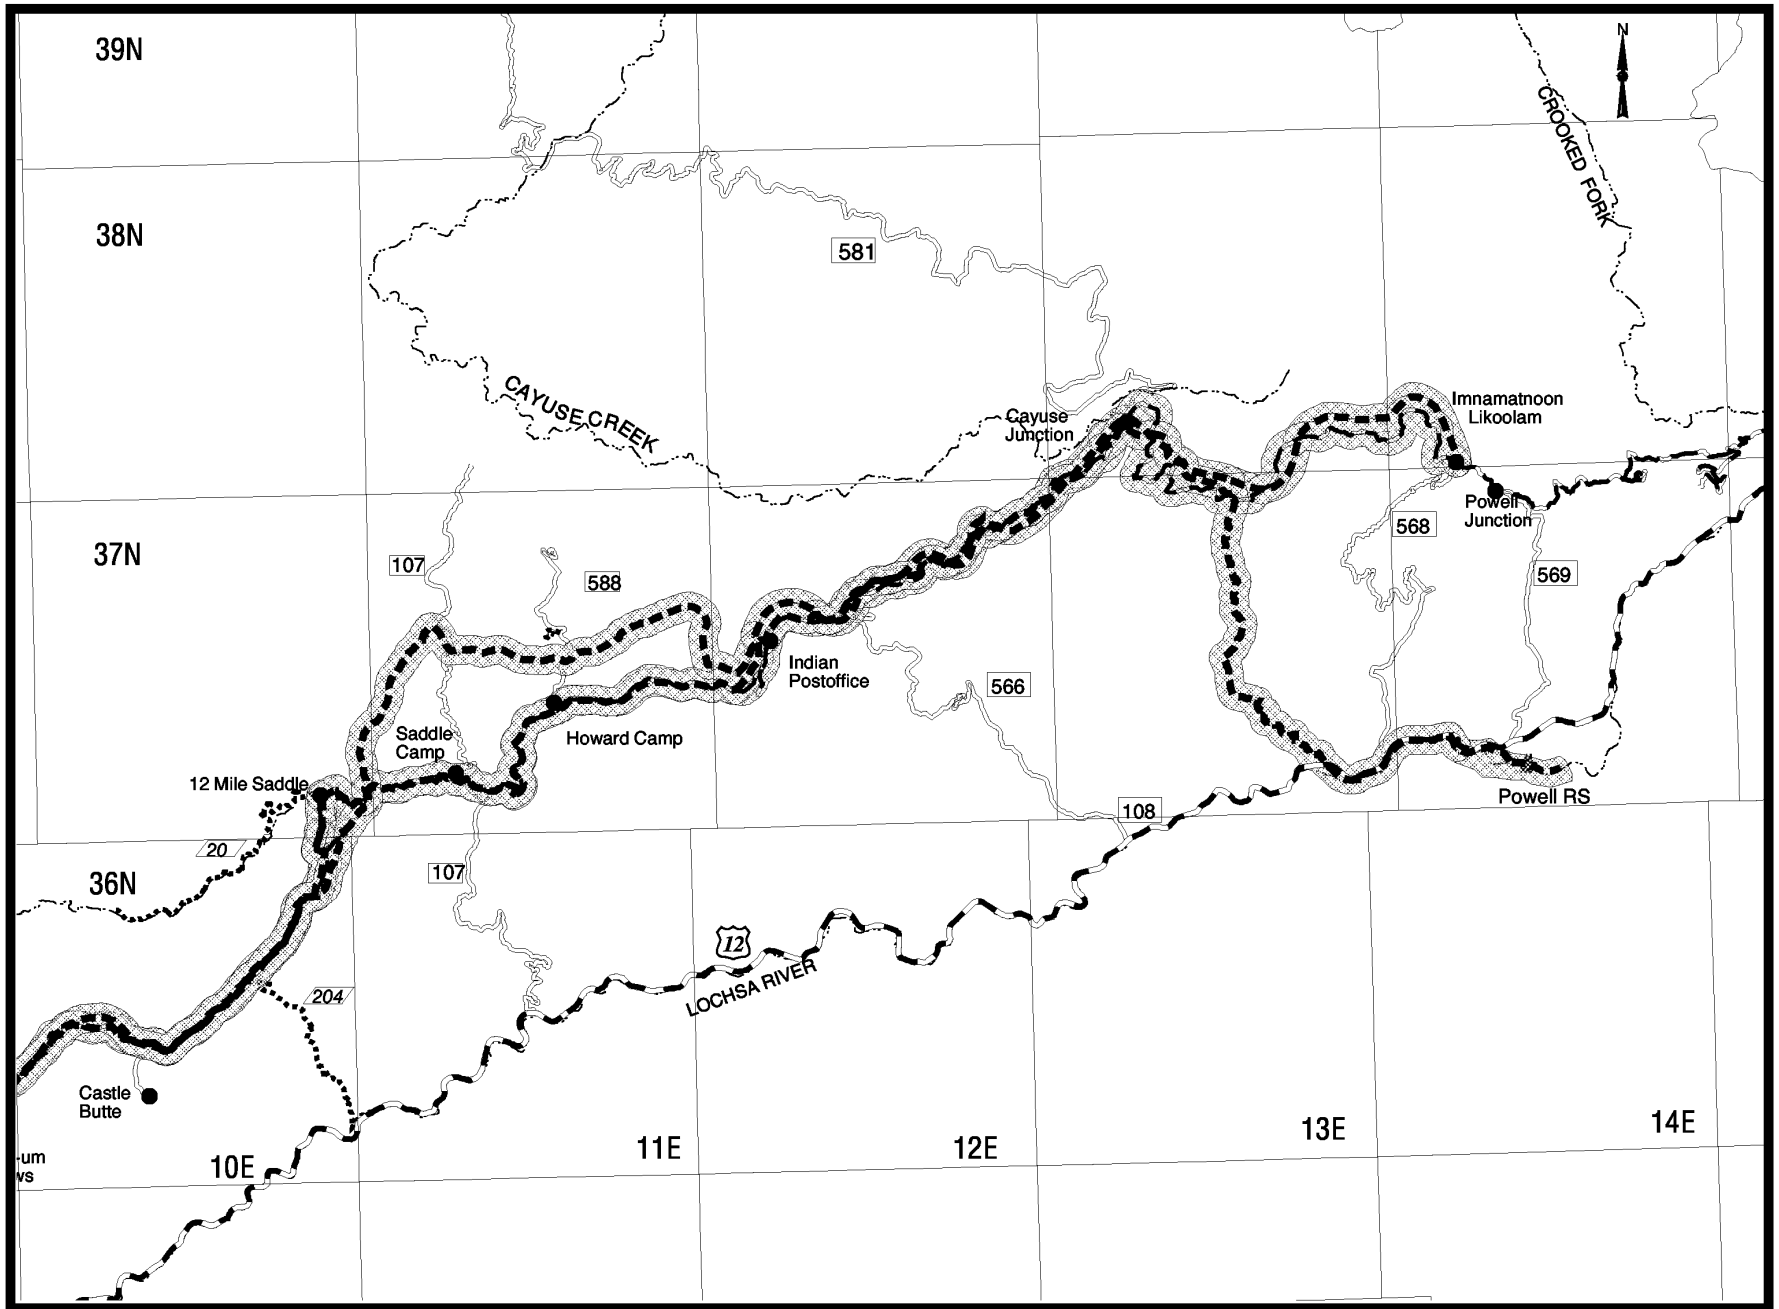 39N
N
CROOKED FORK
38N
581
CAYUSE CREEK
Cayuse
Junction
Imnamatnoon
Likoolam
Powell
Junction
568
37N
107
588
569
Indian
Postoffice
566
Saddle
Camp
Howard Camp
12 Mile Saddle
Powell RS
108
20
107
36N
12
LOCHSA RIVER
204
Castle
Butte
14E
13E
12E
11E
10E
-um
ws